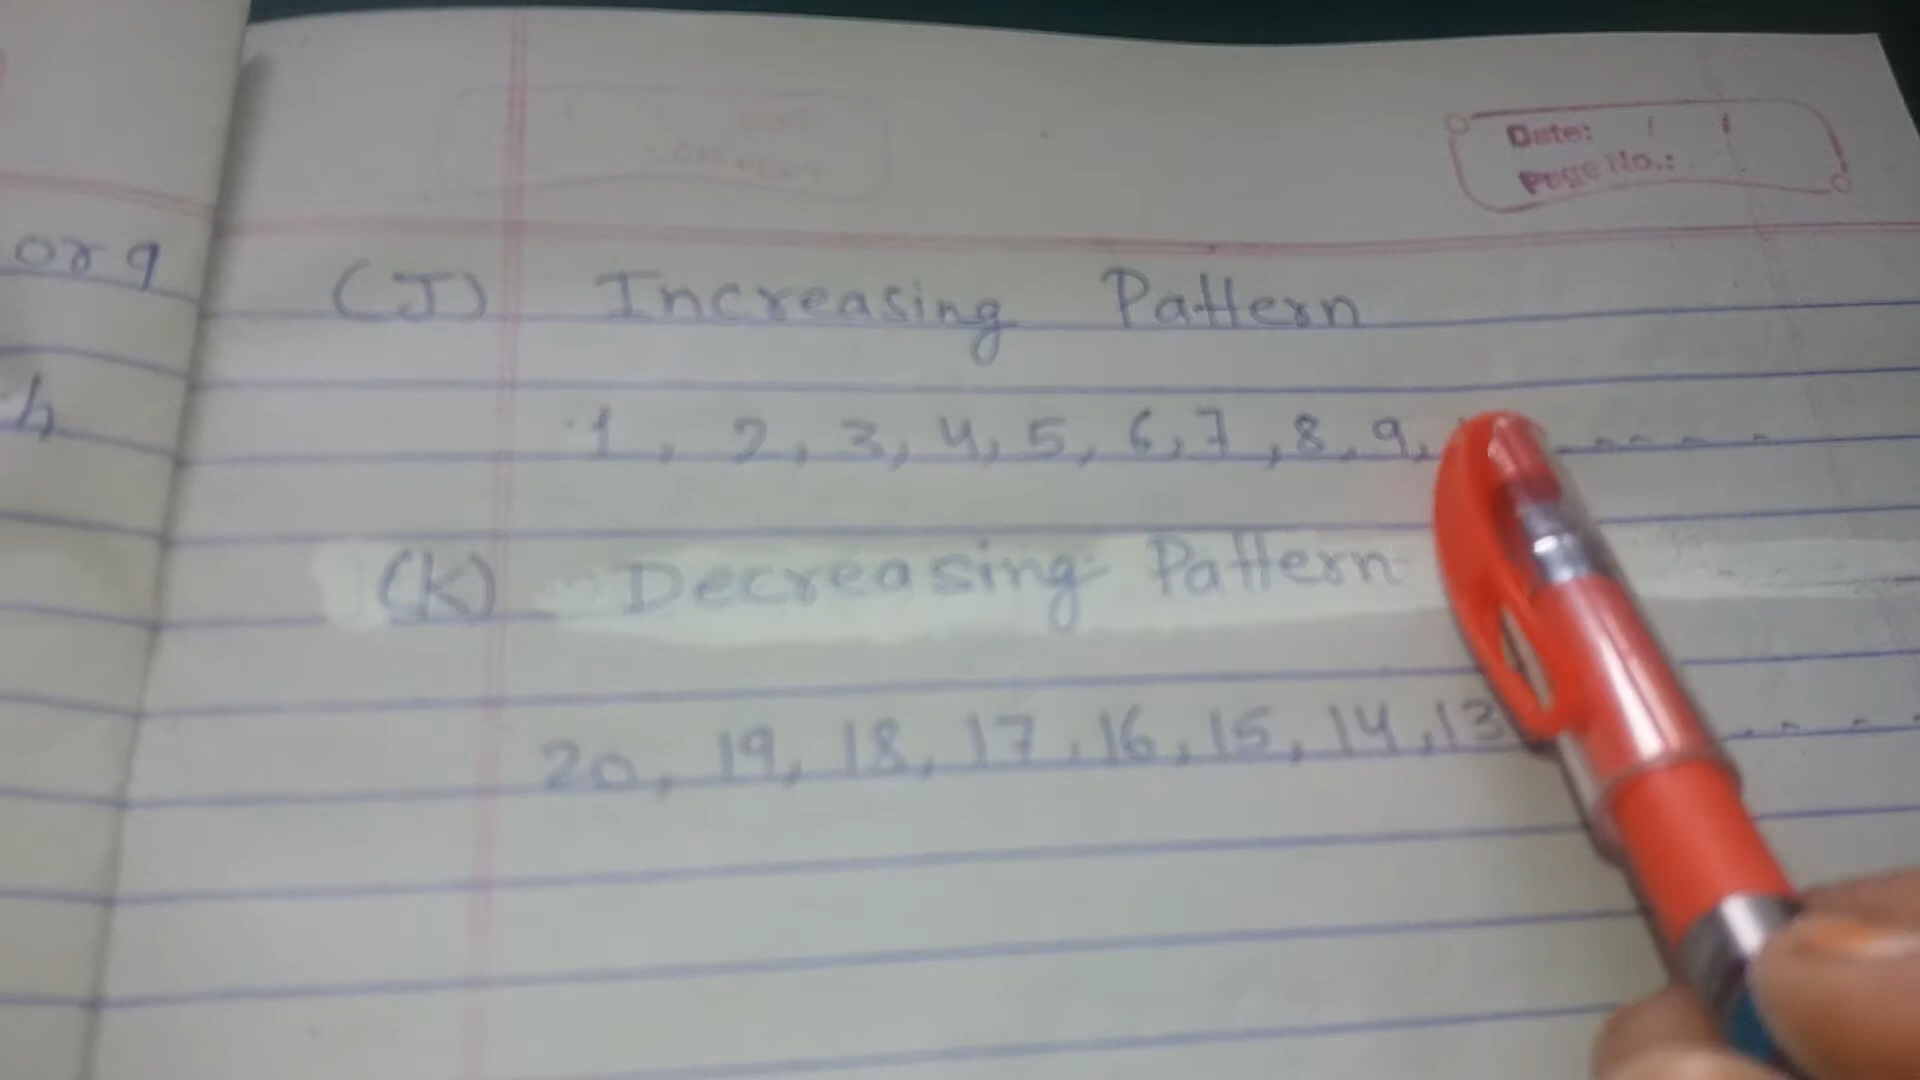 or 9
h
Date: / /
Page No.:
(J) Increasing Pattern
1, 2, 3, 4, 5, 6, 7, 8, 9, .....
(K) Decreasing Pattern
20, 19, 18, 17, 16, 15, 14, 13 ....